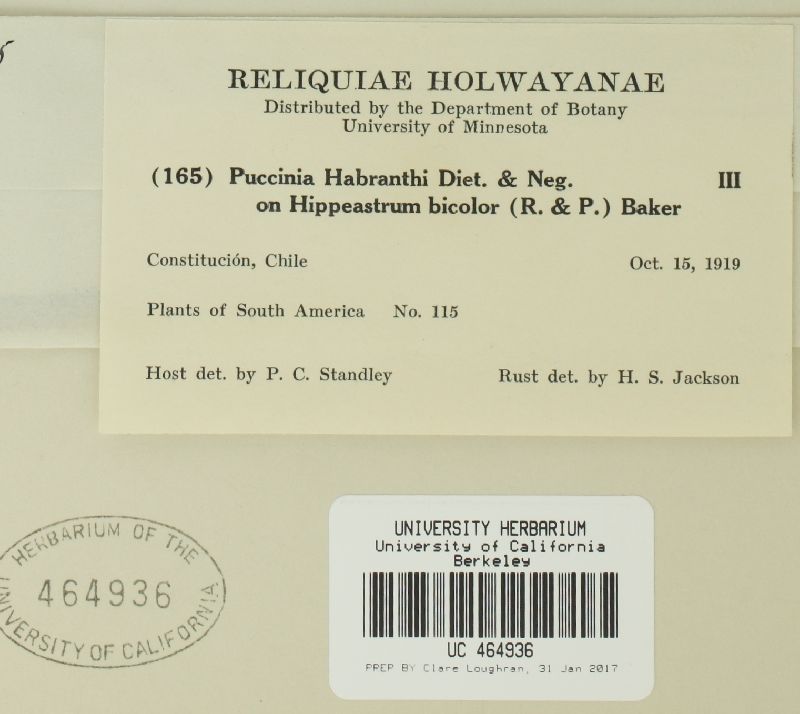 RELIQUIAE HOLWAYANAE
Distributed by the Department of Botany
University of Minnesota
(165) Puccinia Habranthi Diet. & Neg. III
on Hippeastrum bicolor (R. & P.) Baker
Constitución, Chile Oct. 15, 1919
Plants of South America No. 115
Host det. by P. C. Standley Rust det. by H. S. Jackson
HERBARIUM OF THE
464936
UNIVERSITY OF CALIFORNIA
UNIVERSITY HERBARIUM
University of California
Berkeley
UC 464936
PREP BY Clare Loughran, 31 Jan 2017